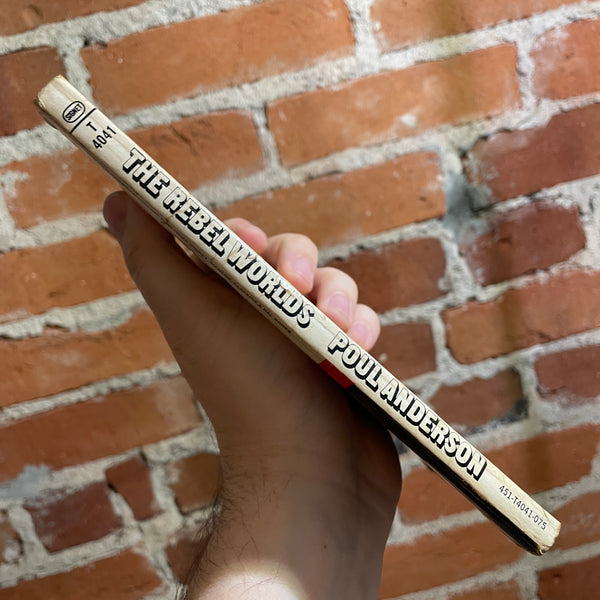 SIGNET
T
4041
THE REBEL WORLDS POUL ANDERSON 451-T4041-075